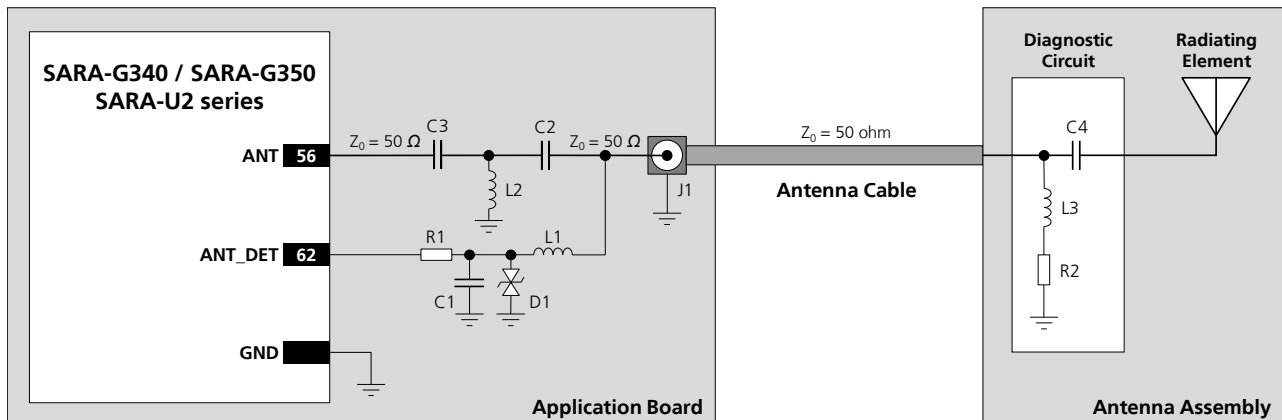 SARA-G340 / SARA-G350
SARA-U2 series
ANT 56
ANT_DET 62
GND
Z0 = 50 Ω
C3
C2
Z0 = 50 Ω
L2
J1
R1
L1
C1
D1
Application Board
Z0 = 50 ohm
Antenna Cable
Diagnostic
Circuit
Radiating
Element
C4
L3
R2
Antenna Assembly